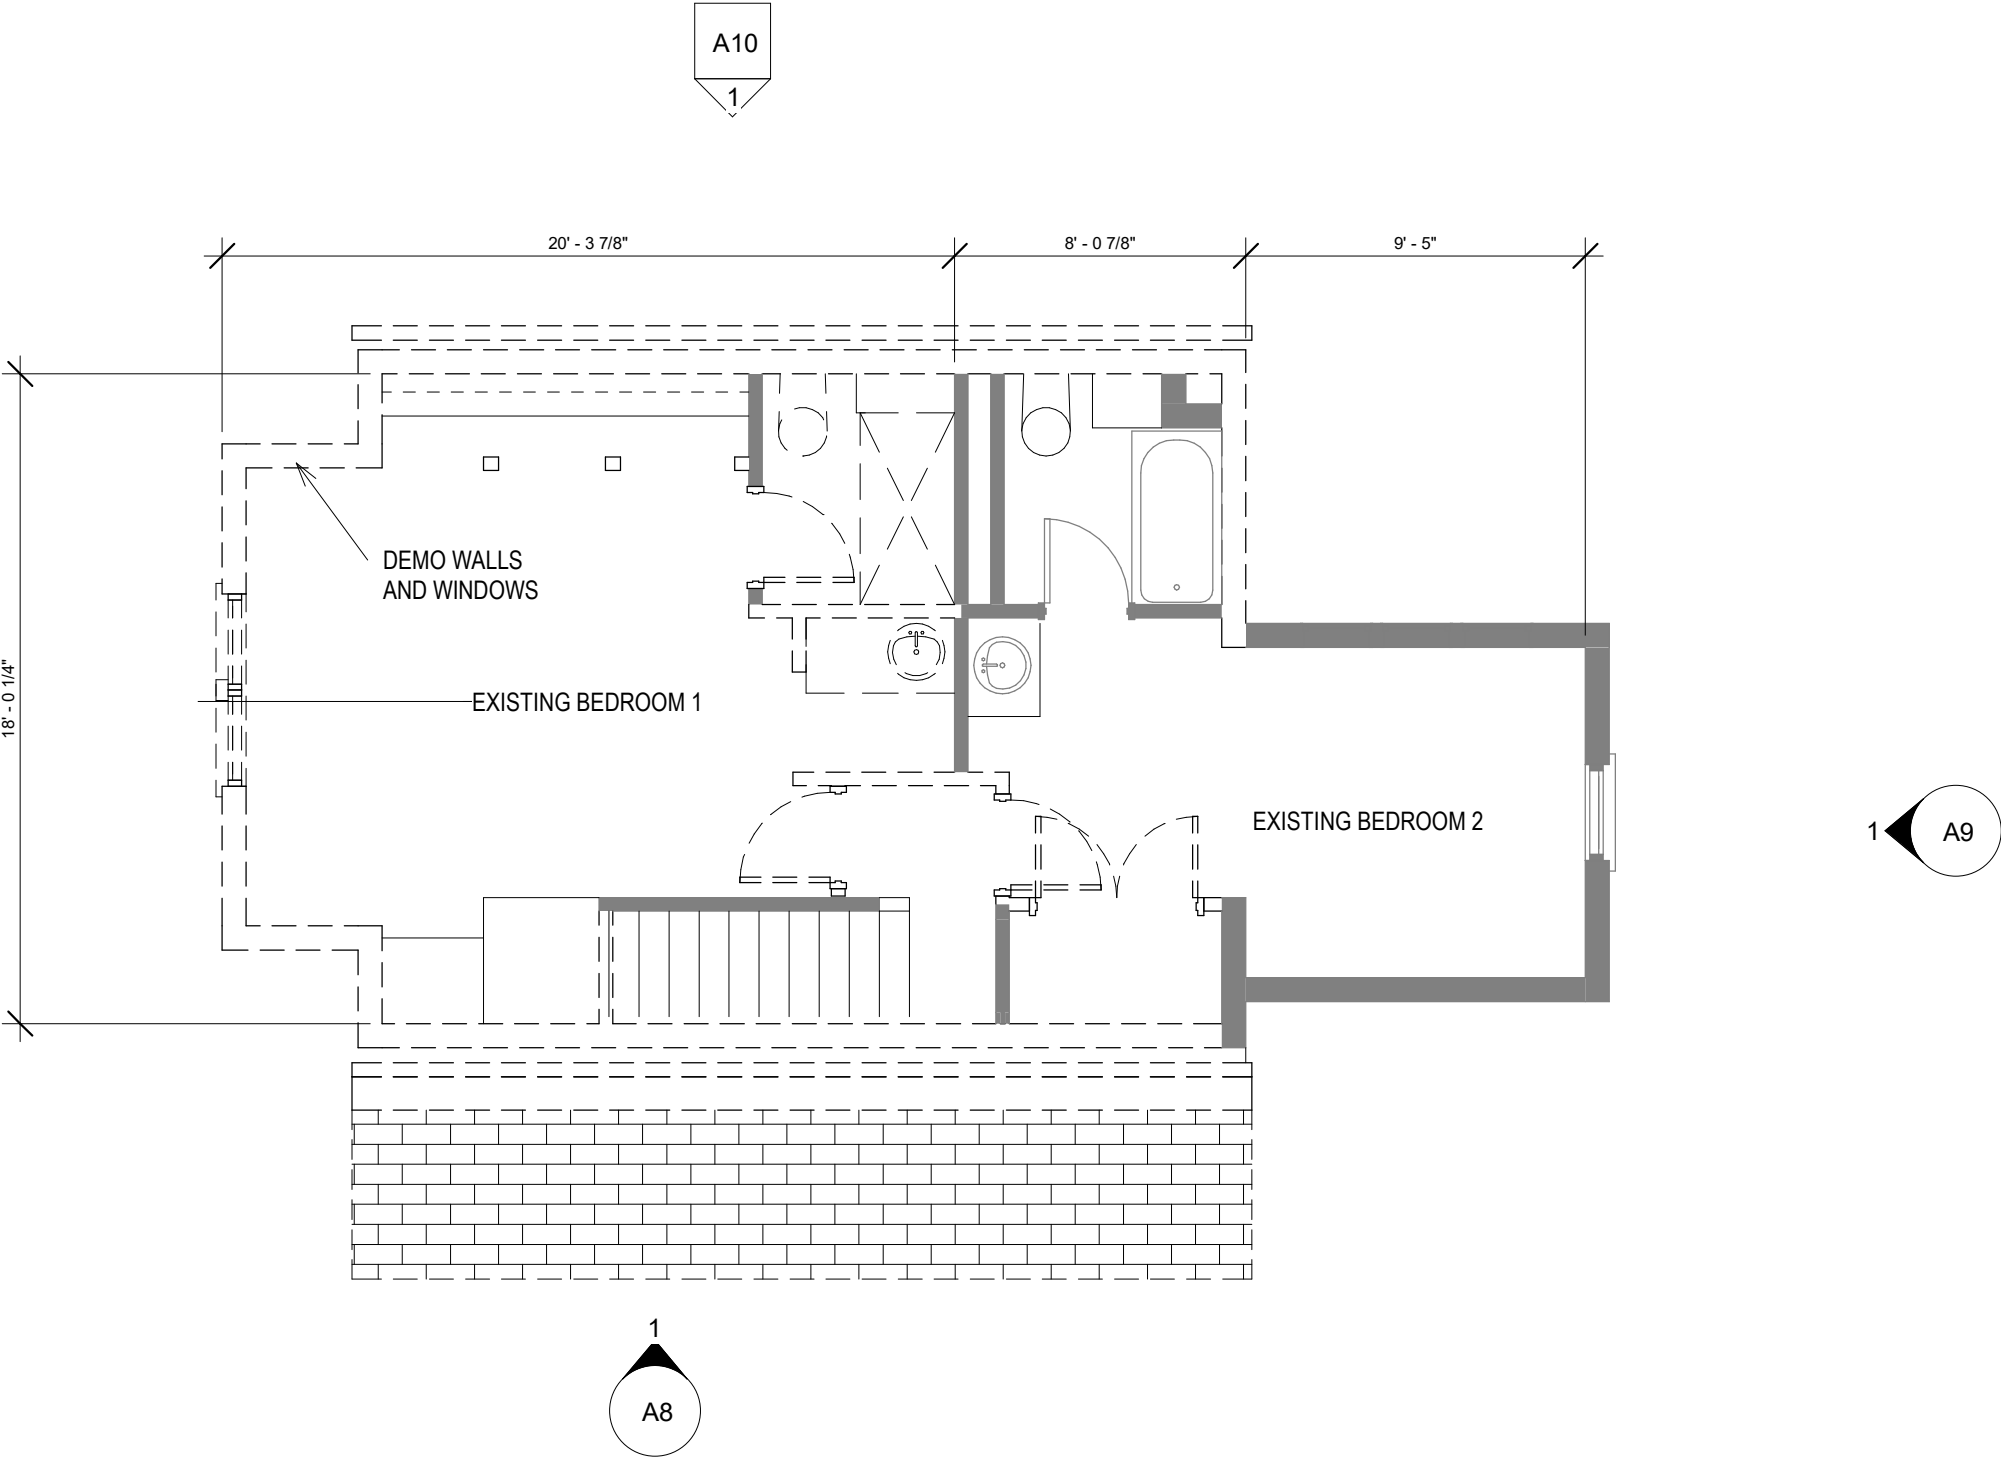 A10
1
20' - 3 7/8"
8' - 0 7/8"
9' - 5"
18' - 0 1/4"
DEMO WALLS
AND WINDOWS
EXISTING BEDROOM 1
EXISTING BEDROOM 2
1
A9
1
A8